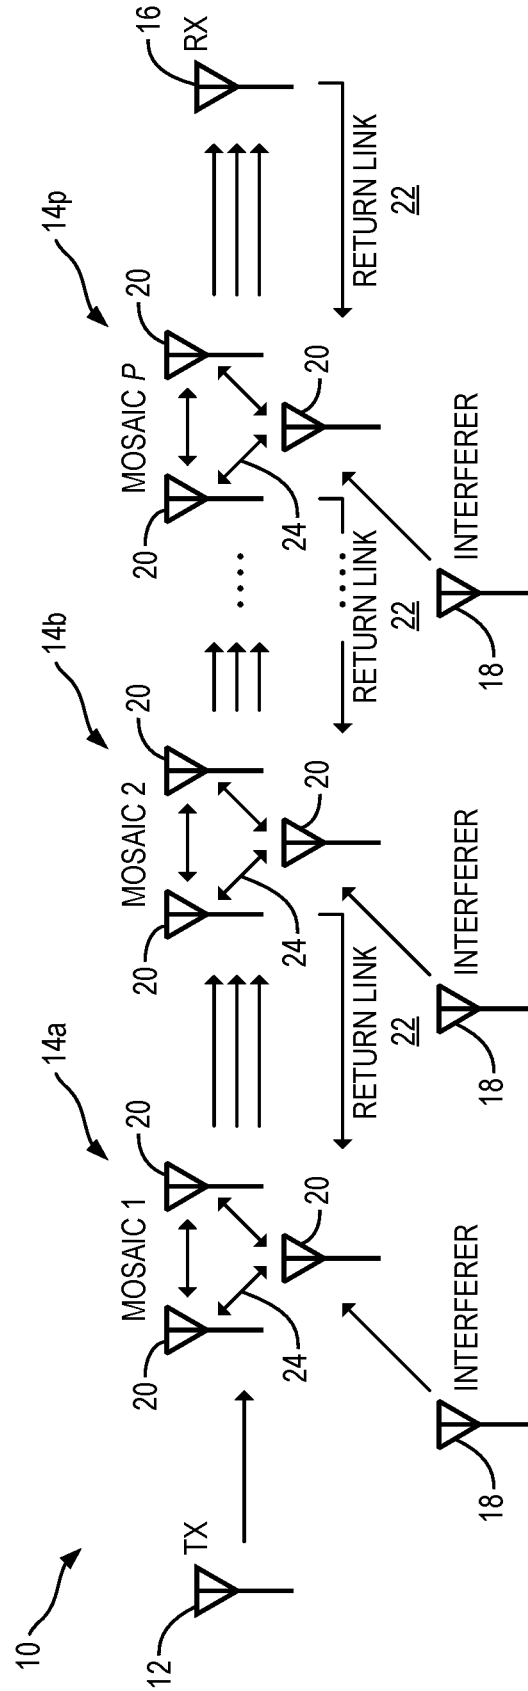 10
14a
14b
14p
MOSAIC 1
MOSAIC 2
MOSAIC P
20
20
20
20
20
20
12
TX
16
RX
24
20
24
20
24
20
RETURN LINK
22
RETURN LINK
22
RETURN LINK
22
18
INTERFERER
18
INTERFERER
18
INTERFERER